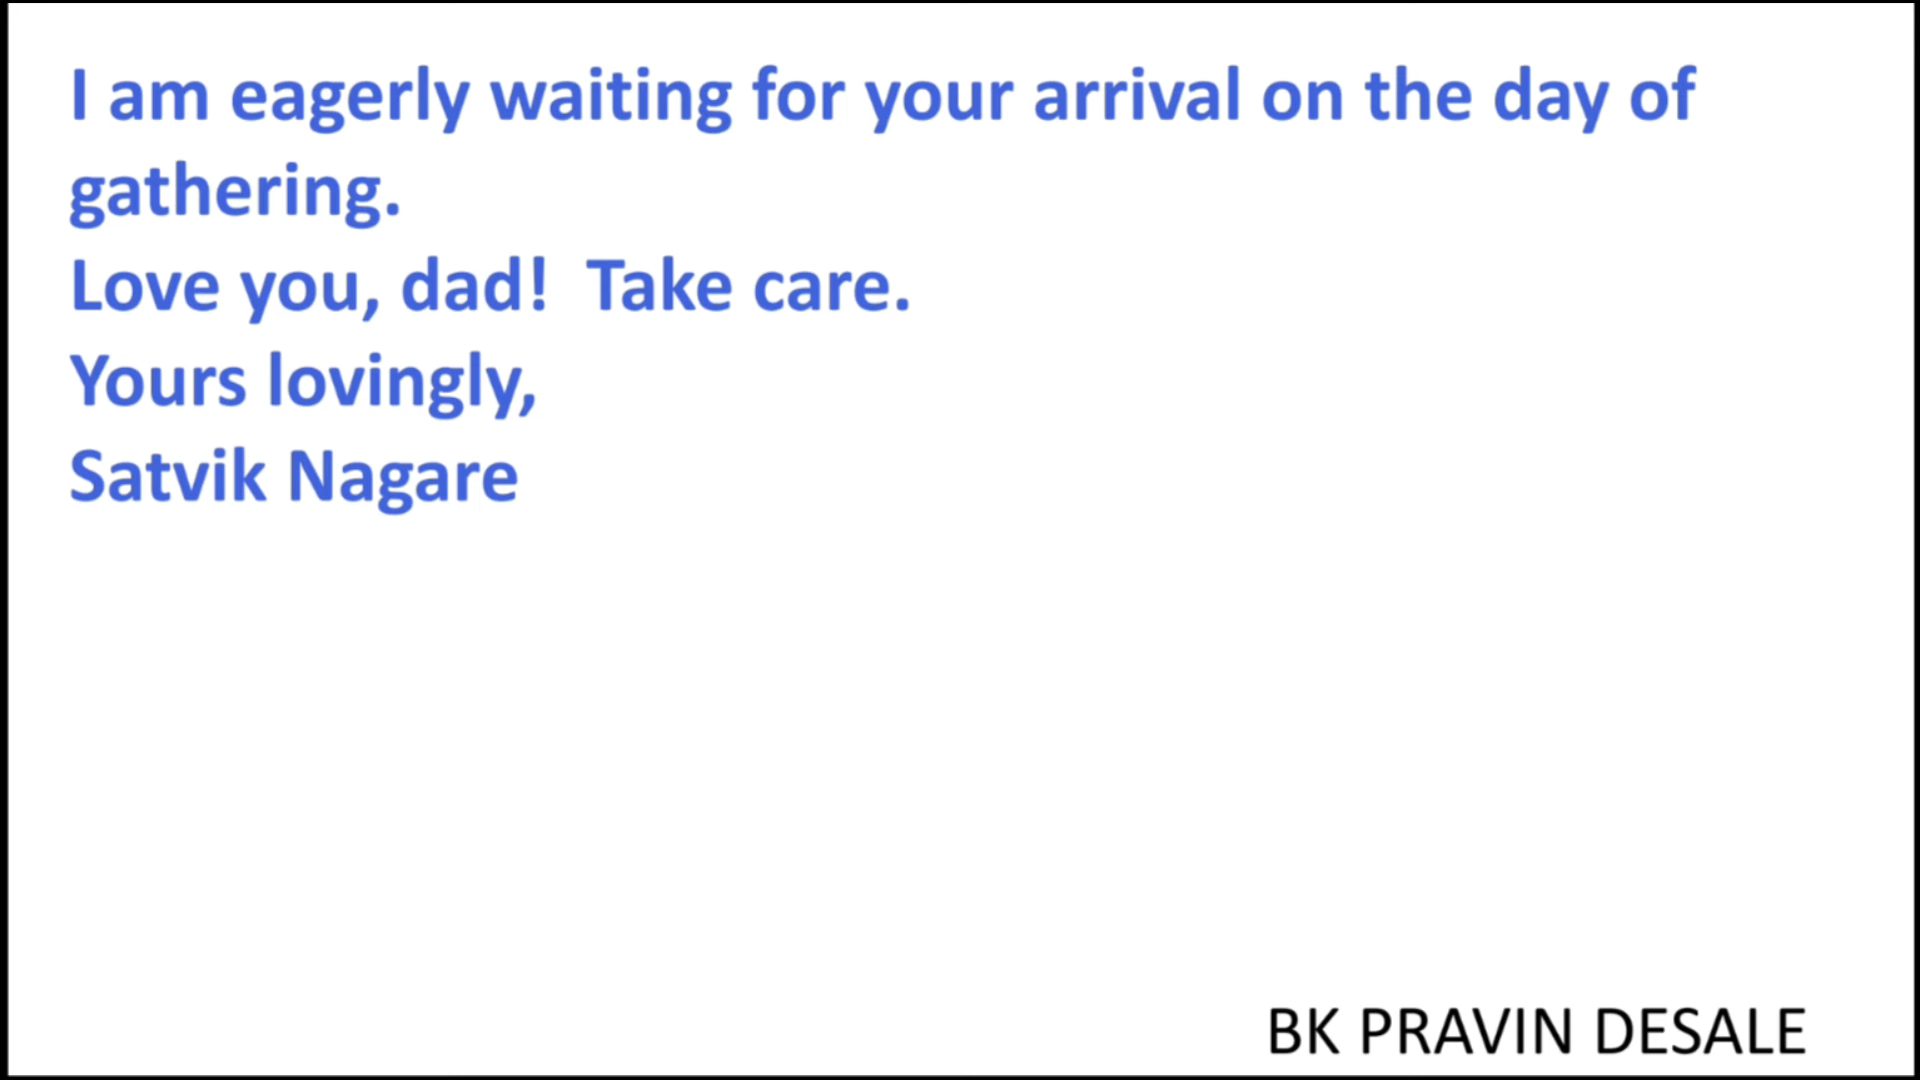 I am eagerly waiting for your arrival on the day of
gathering.
Love you, dad!  Take care.
Yours lovingly,
Satvik Nagare
BK PRAVIN DESALE